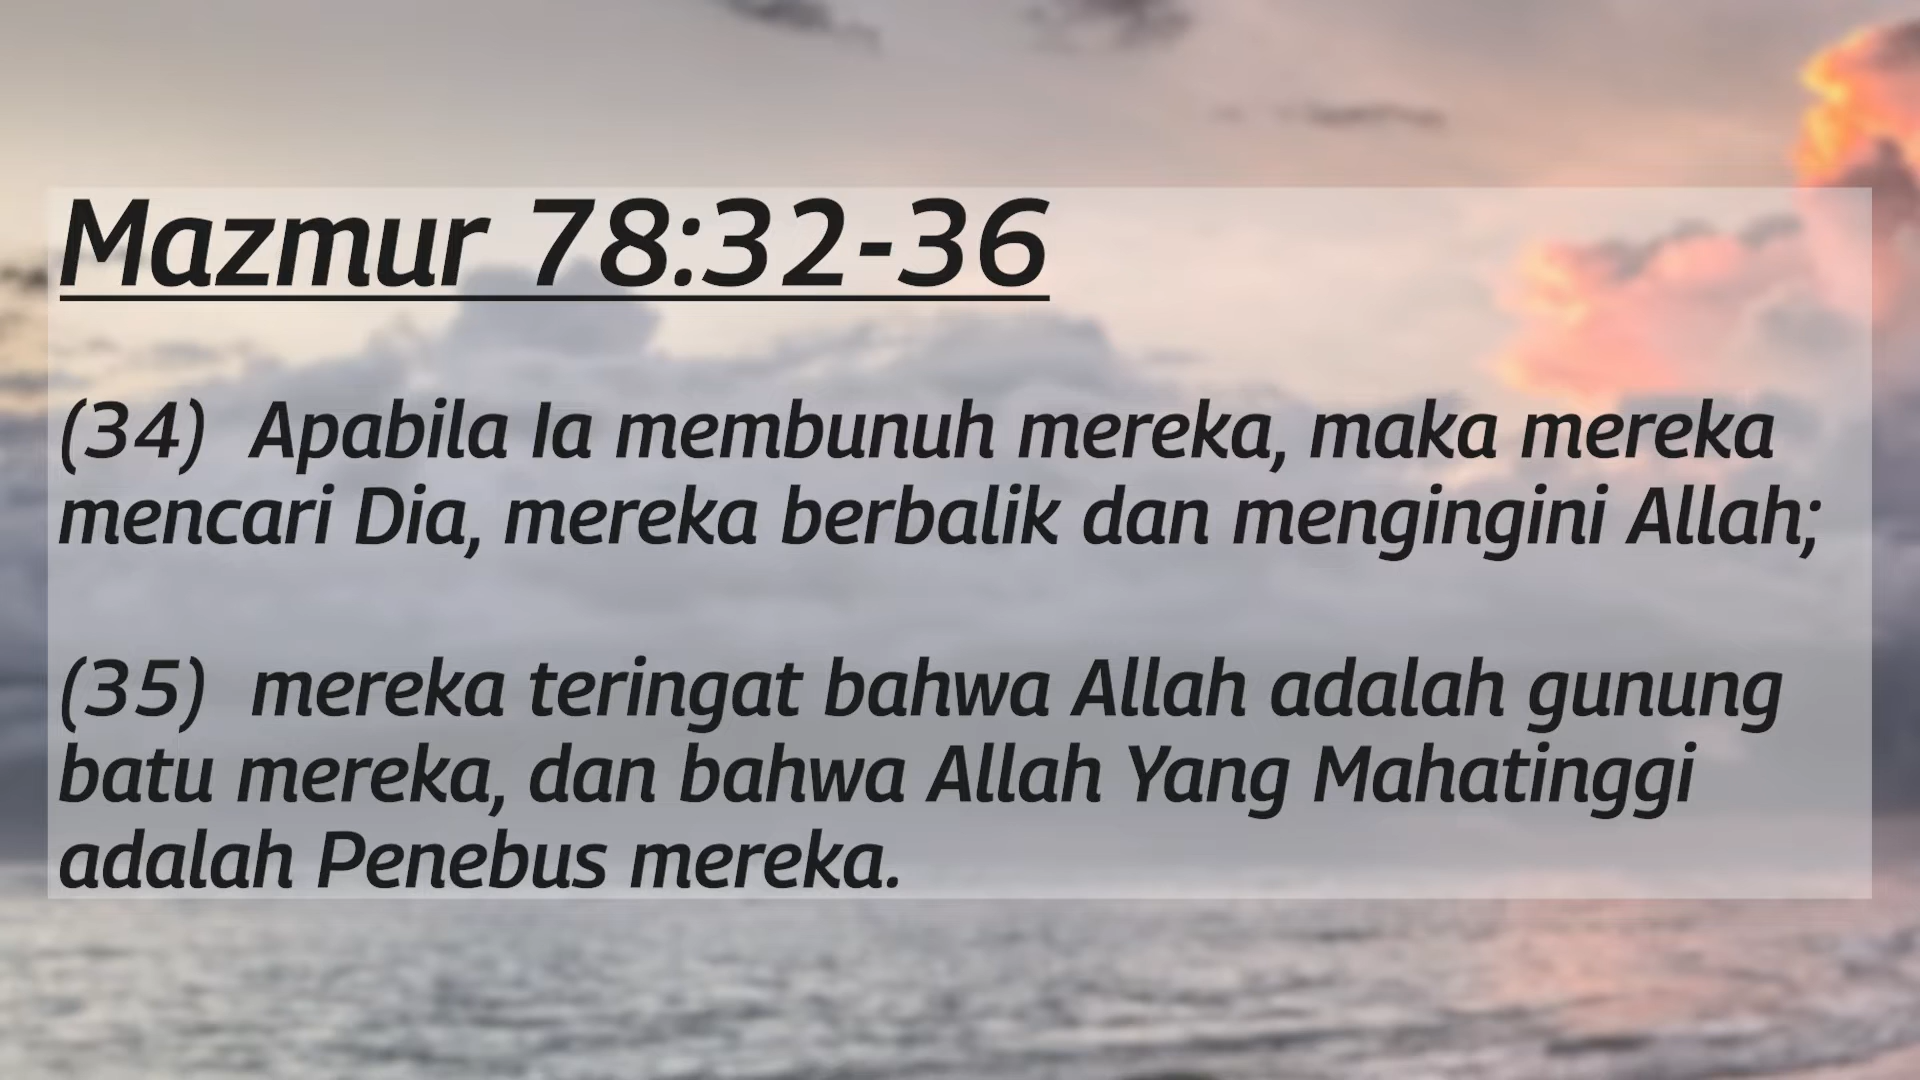 Mazmur 78:32-36
(34) Apabila Ia membunuh mereka, maka mereka
mencari Dia, mereka berbalik dan mengingini Allah;
(35) mereka teringat bahwa Allah adalah gunung
batu mereka, dan bahwa Allah Yang Mahatinggi
adalah Penebus mereka.